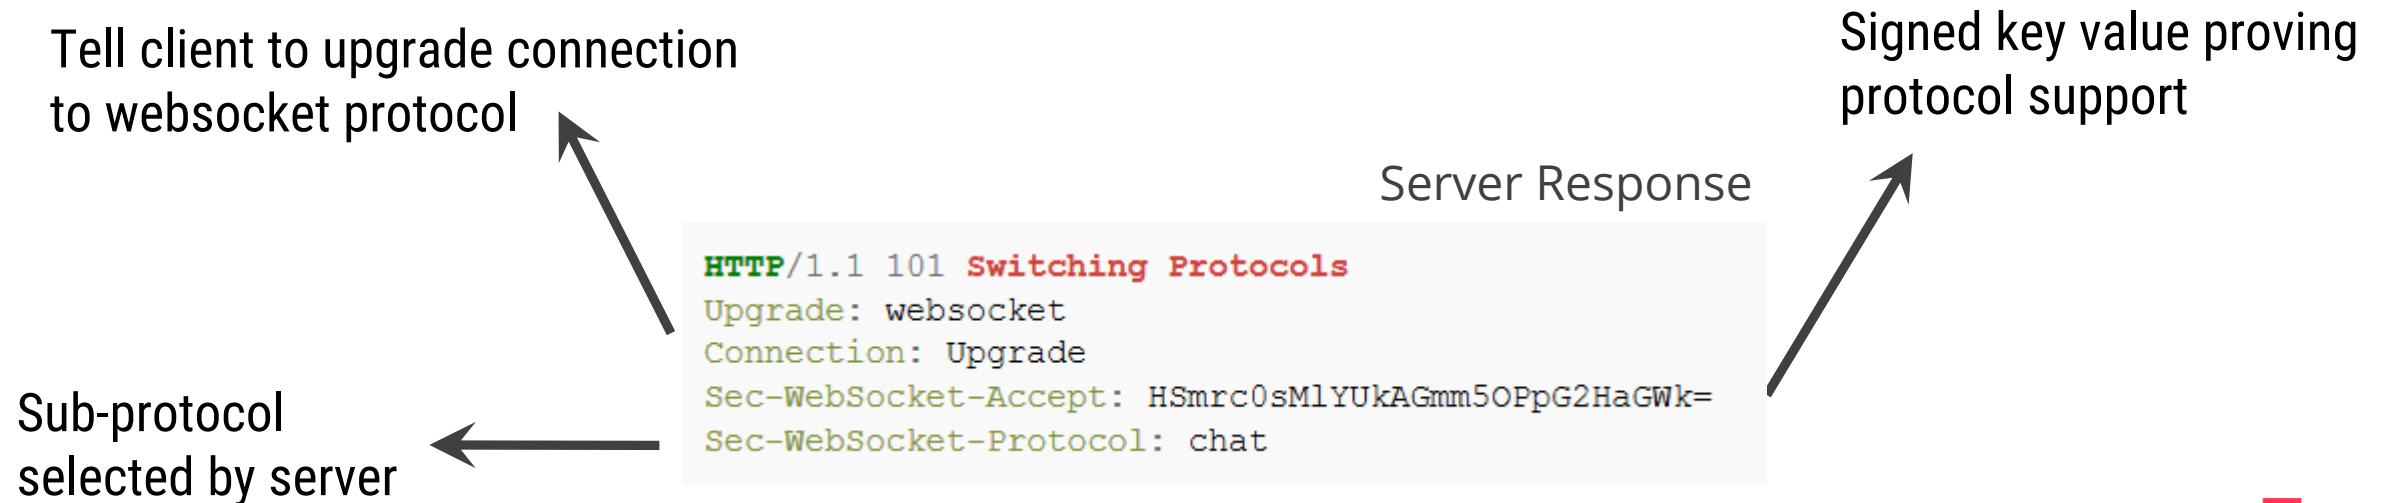 Tell client to upgrade connection
to websocket protocol
Signed key value proving
protocol support
Server Response
HTTP/1.1 101 Switching Protocols
Upgrade: websocket
Connection: Upgrade
Sec-WebSocket-Accept: HSmrc0sMlYUkAGmm5OPpG2HaGWk=
Sec-WebSocket-Protocol: chat
Sub-protocol
selected by server